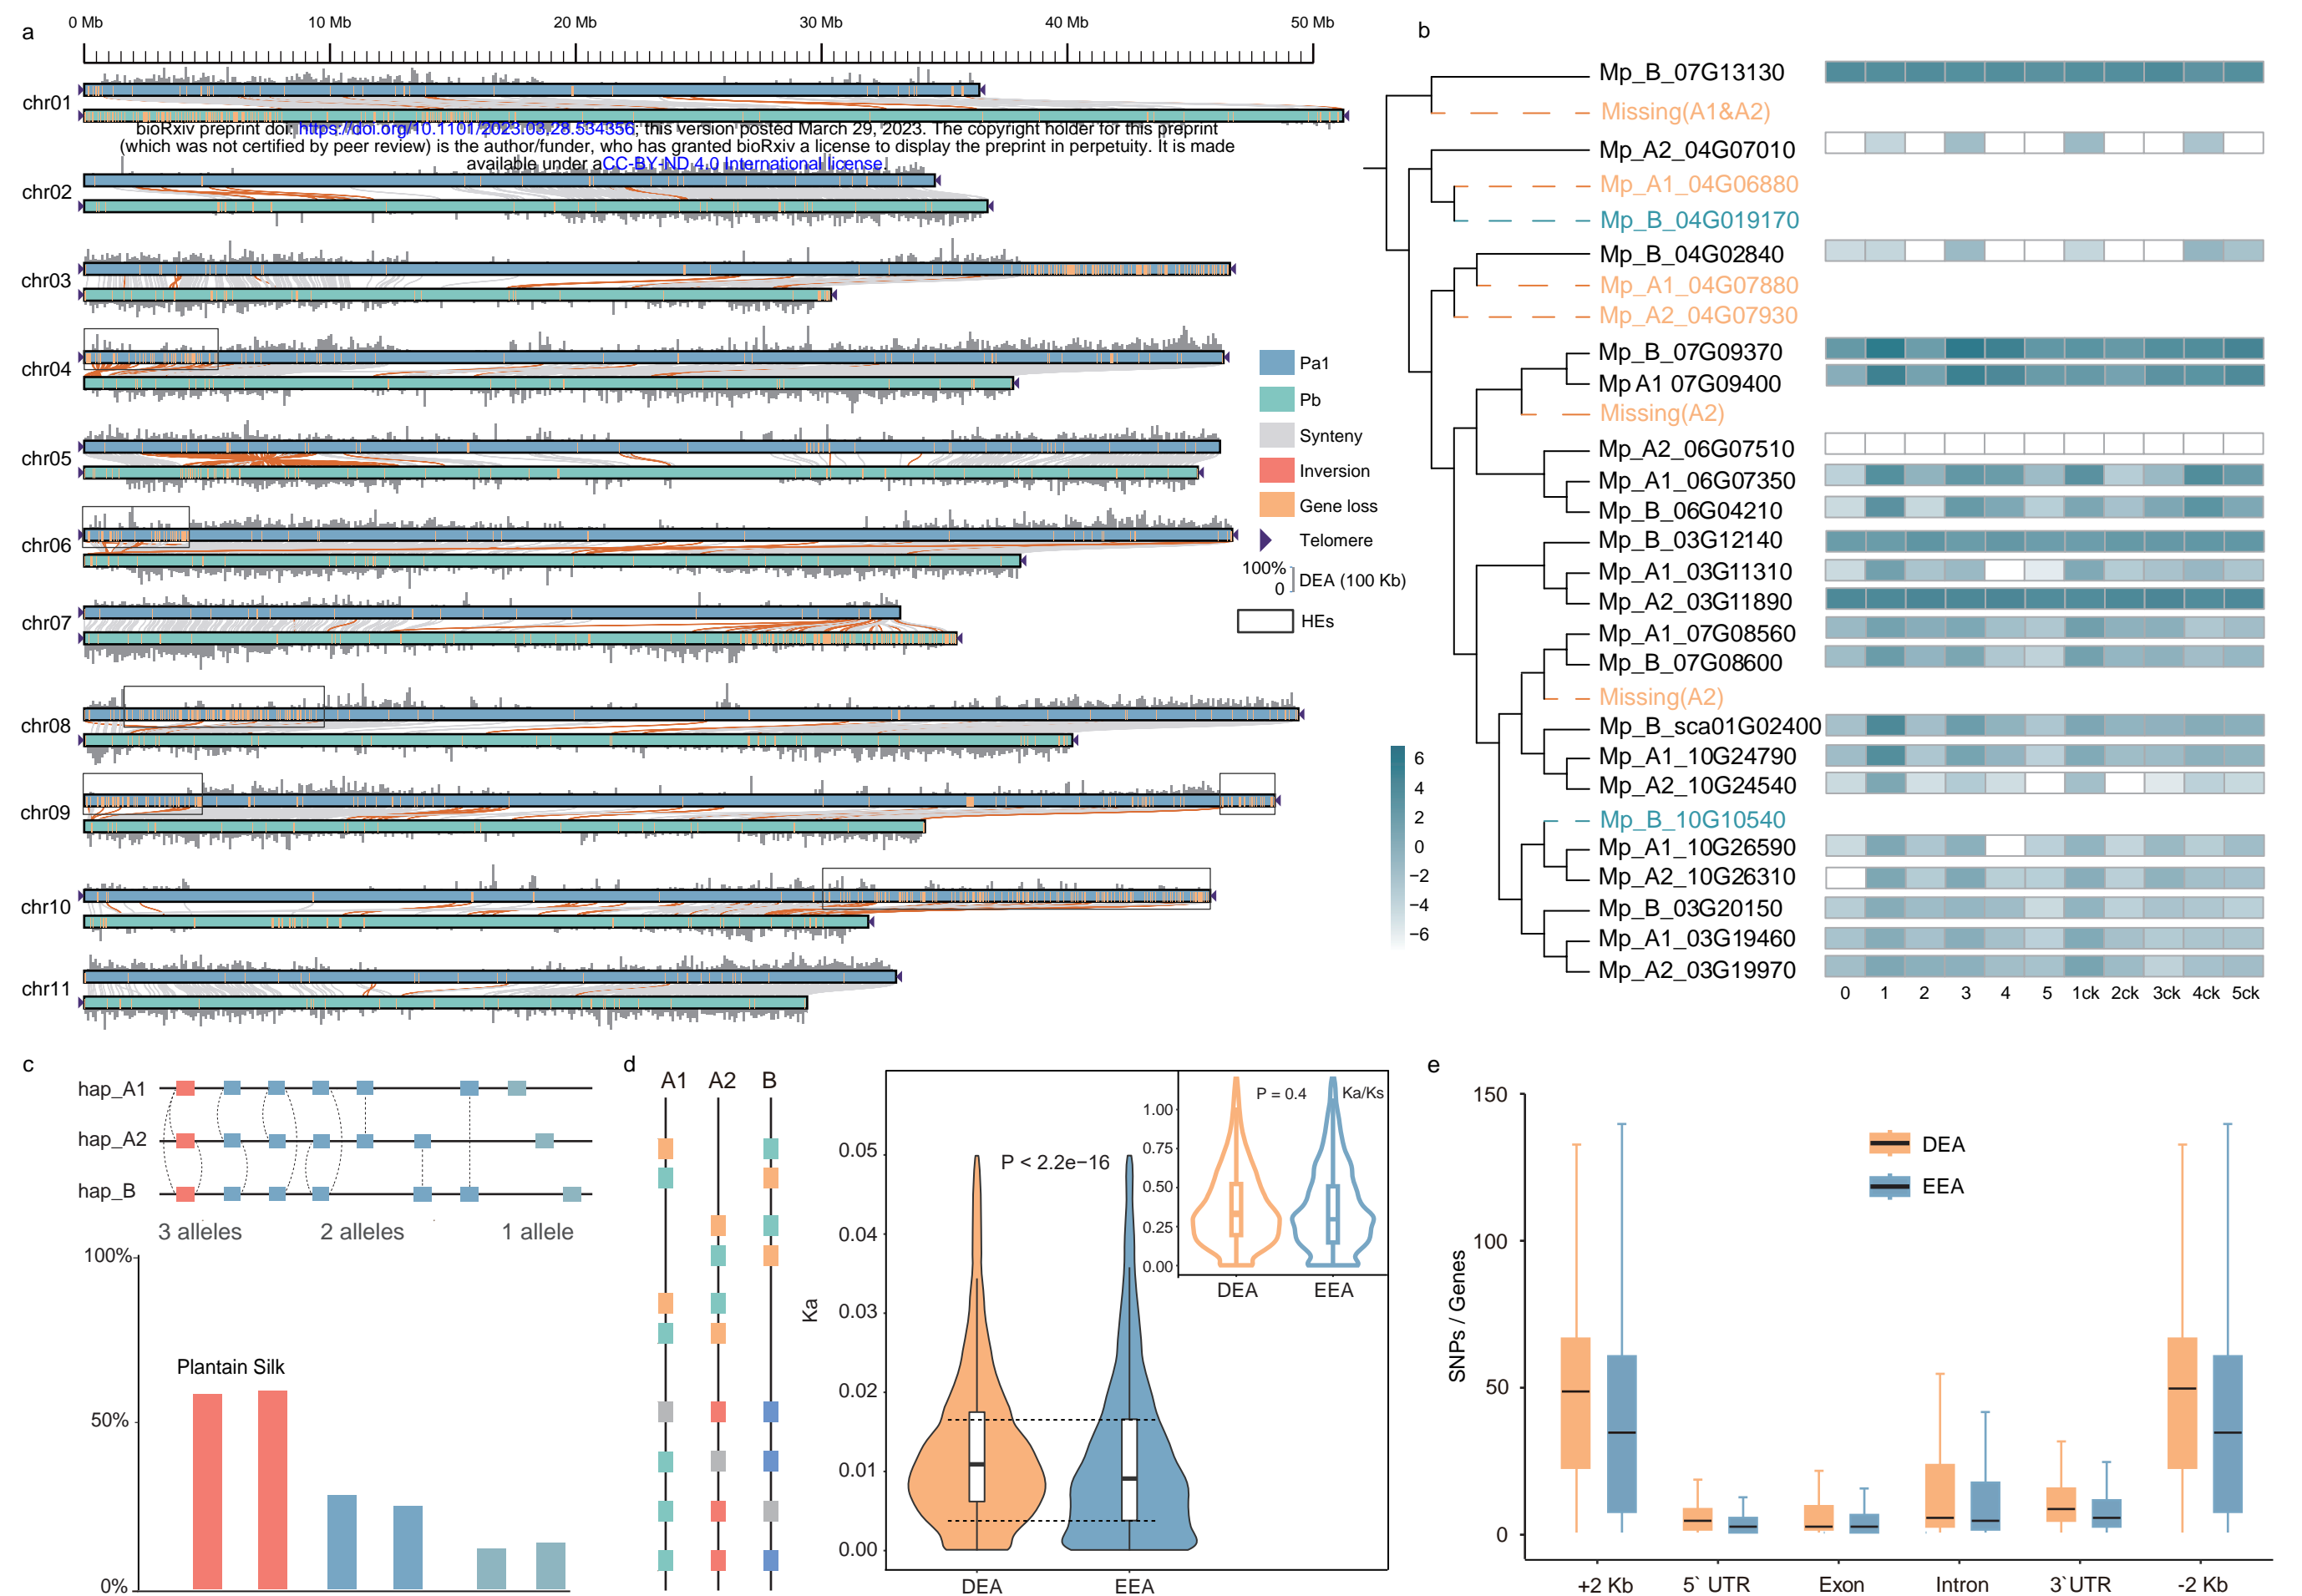 a
0 Mb 10 Mb 20 Mb 30 Mb 40 Mb 50 Mb
chr01
bioRxiv preprint doi: https://doi.org/10.1101/2023.03.28.534356; this version posted March 29, 2023. The copyright holder for this preprint
(which was not certified by peer review) is the author/funder, who has granted bioRxiv a license to display the preprint in perpetuity. It is made
available under aCC-BY-ND 4.0 International license.
chr02
chr03
chr04
chr05
chr06
chr07
chr08
chr09
chr10
chr11
Pa1
Pb
Synteny
Inversion
Gene loss
Telomere
100%
0
DEA (100 Kb)
HEs
b
Mp_B_07G13130
Missing(A1&A2)
Mp_A2_04G07010
Mp_A1_04G06880
Mp_B_04G019170
Mp_B_04G02840
Mp_A1_04G07880
Mp_A2_04G07930
Mp_B_07G09370
Mp A1 07G09400
Missing(A2)
Mp_A2_06G07510
Mp_A1_06G07350
Mp_B_06G04210
Mp_B_03G12140
Mp_A1_03G11310
Mp_A2_03G11890
Mp_A1_07G08560
Mp_B_07G08600
Missing(A2)
Mp_B_sca01G02400
Mp_A1_10G24790
Mp_A2_10G24540
Mp_B_10G10540
Mp_A1_10G26590
Mp_A2_10G26310
Mp_B_03G20150
Mp_A1_03G19460
Mp_A2_03G19970
0 1 2 3 4 5 1ck 2ck 3ck 4ck 5ck
6
4
2
0
−2
−4
−6
c
hap_A1
hap_A2
hap_B
3 alleles 2 alleles 1 allele
100%
50%
0%
Plantain Silk
d
A1 A2 B
Ka
0.05
0.04
0.03
0.02
0.01
0.00
P < 2.2e−16
DEA EEA
P = 0.4 Ka/Ks
1.00
0.75
0.50
0.25
0.00
DEA EEA
e
SNPs / Genes
150
100
50
0
DEA
EEA
+2 Kb 5` UTR Exon Intron 3`UTR -2 Kb